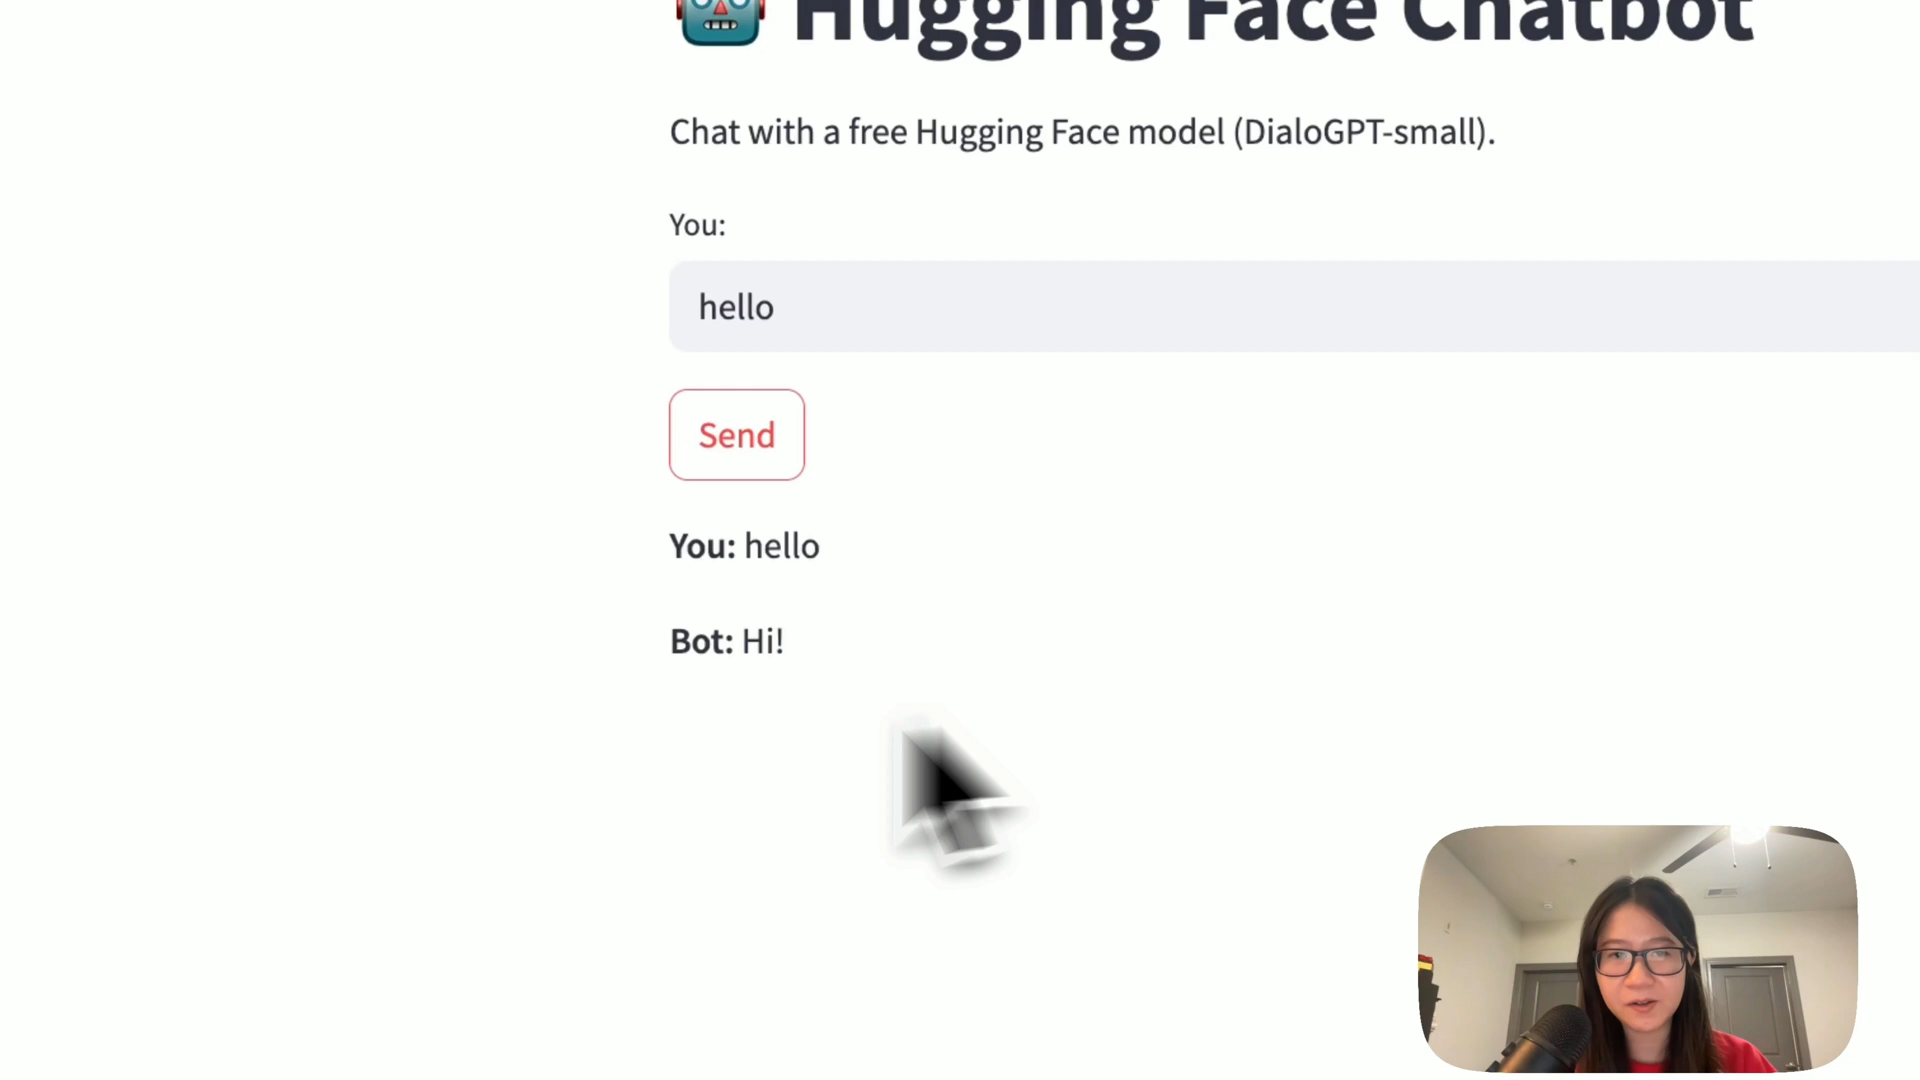 Hugging Face Chatbot
Chat with a free Hugging Face model (DialoGPT-small).
You:
hello
Send
You: hello
Bot: Hi!